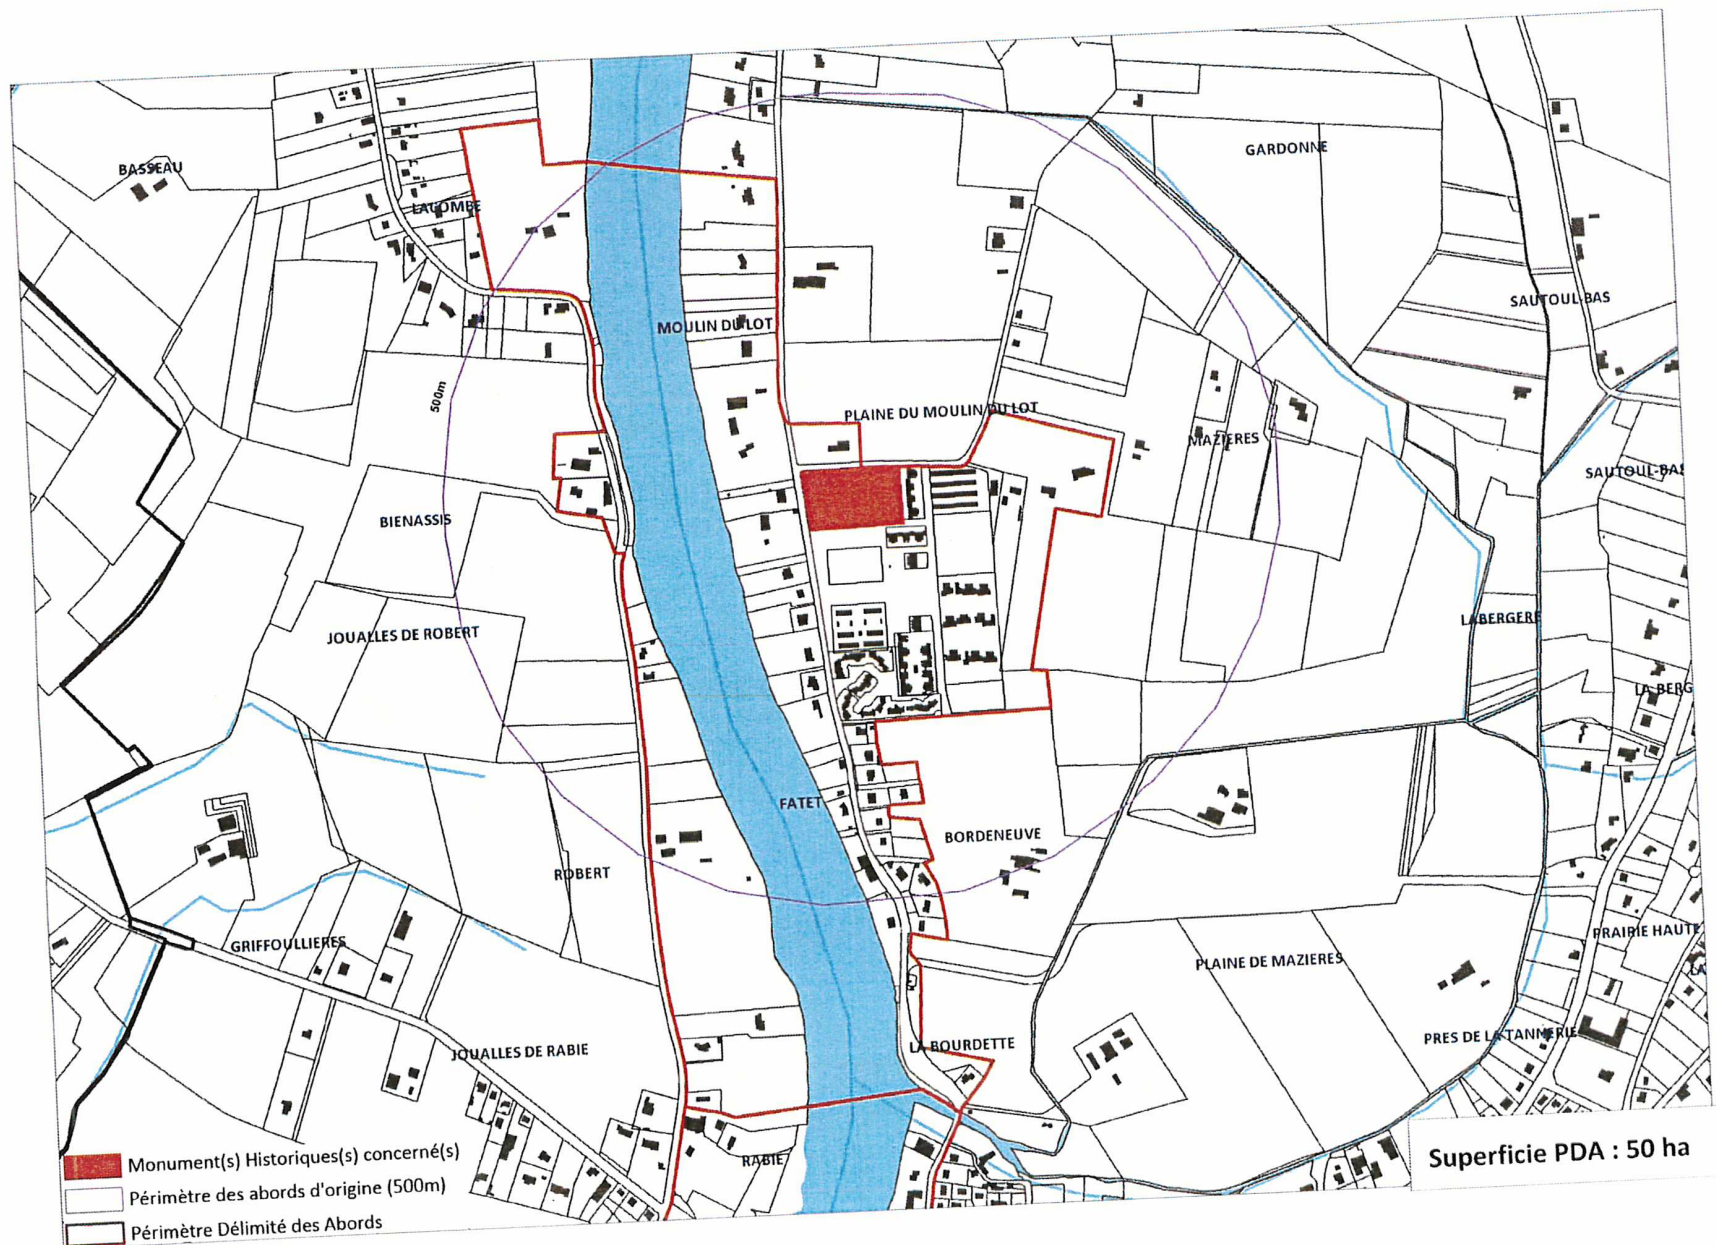 BASSEAU
LACOMBE
GARDONNE
SAUTOUL-BAS
MOULIN DU LOT
500m
PLAINE DU MOULIN DU LOT
MAZIERES
SAUTOUL-BAS
BIENASSIS
JOUALLES DE ROBERT
LABERGERE
LA BERG
FATET
BORDENEUVE
ROBERT
GRIFFOULLIERES
PLAINE DE MAZIERES
PRAIRIE HAUTE
LA
JOUALLES DE RABIE
LA BOURDETTE
PRES DE LA TANNERIE
RABIE
Monument(s) Historiques(s) concerné(s)
Périmètre des abords d'origine (500m)
Périmètre Délimité des Abords
Superficie PDA : 50 ha